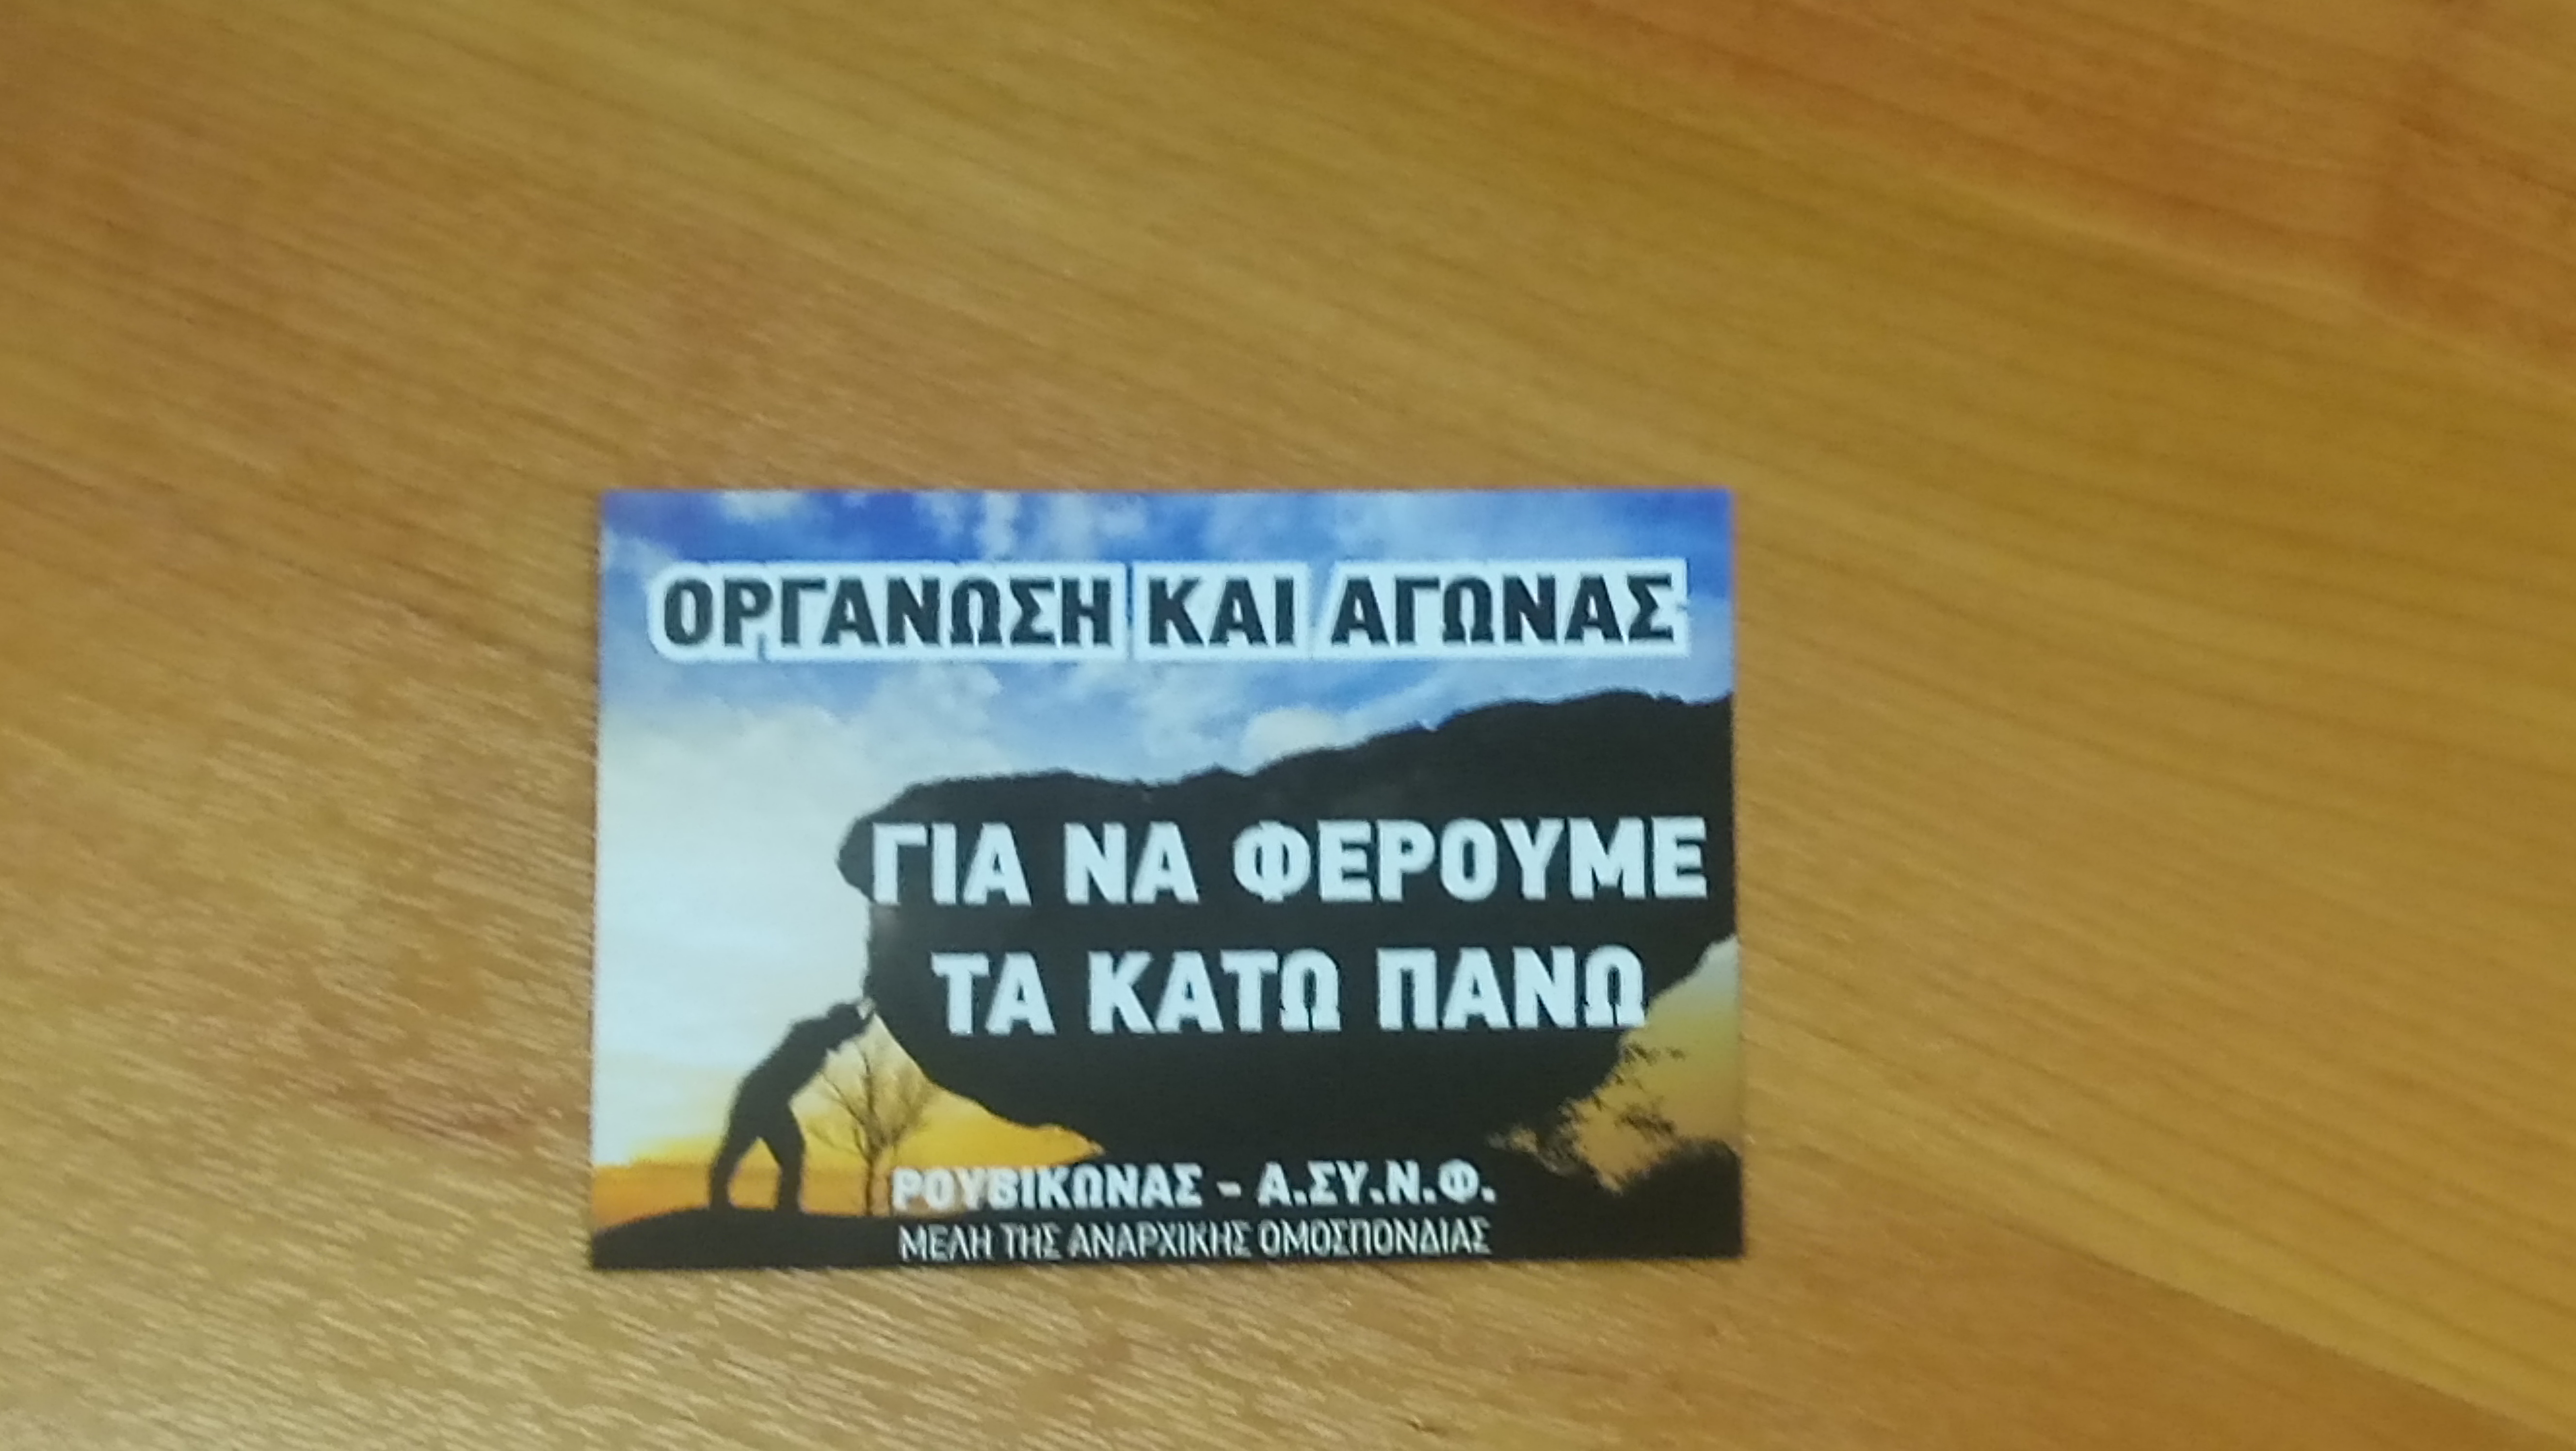 ΟΡΓΑΝΩΣΗ ΚΑΙ ΑΓΩΝΑΣ
ΓΙΑ ΝΑ ΦΕΡΟΥΜΕ
ΤΑ ΚΑΤΩ ΠΑΝΩ
ΡΟΥΒΙΚΩΝΑΣ - Α.ΣΥ.Ν.Φ.
ΜΕΛΗ ΤΗΣ ΑΝΑΡΧΙΚΗΣ ΟΜΟΣΠΟΝΔΙΑΣ